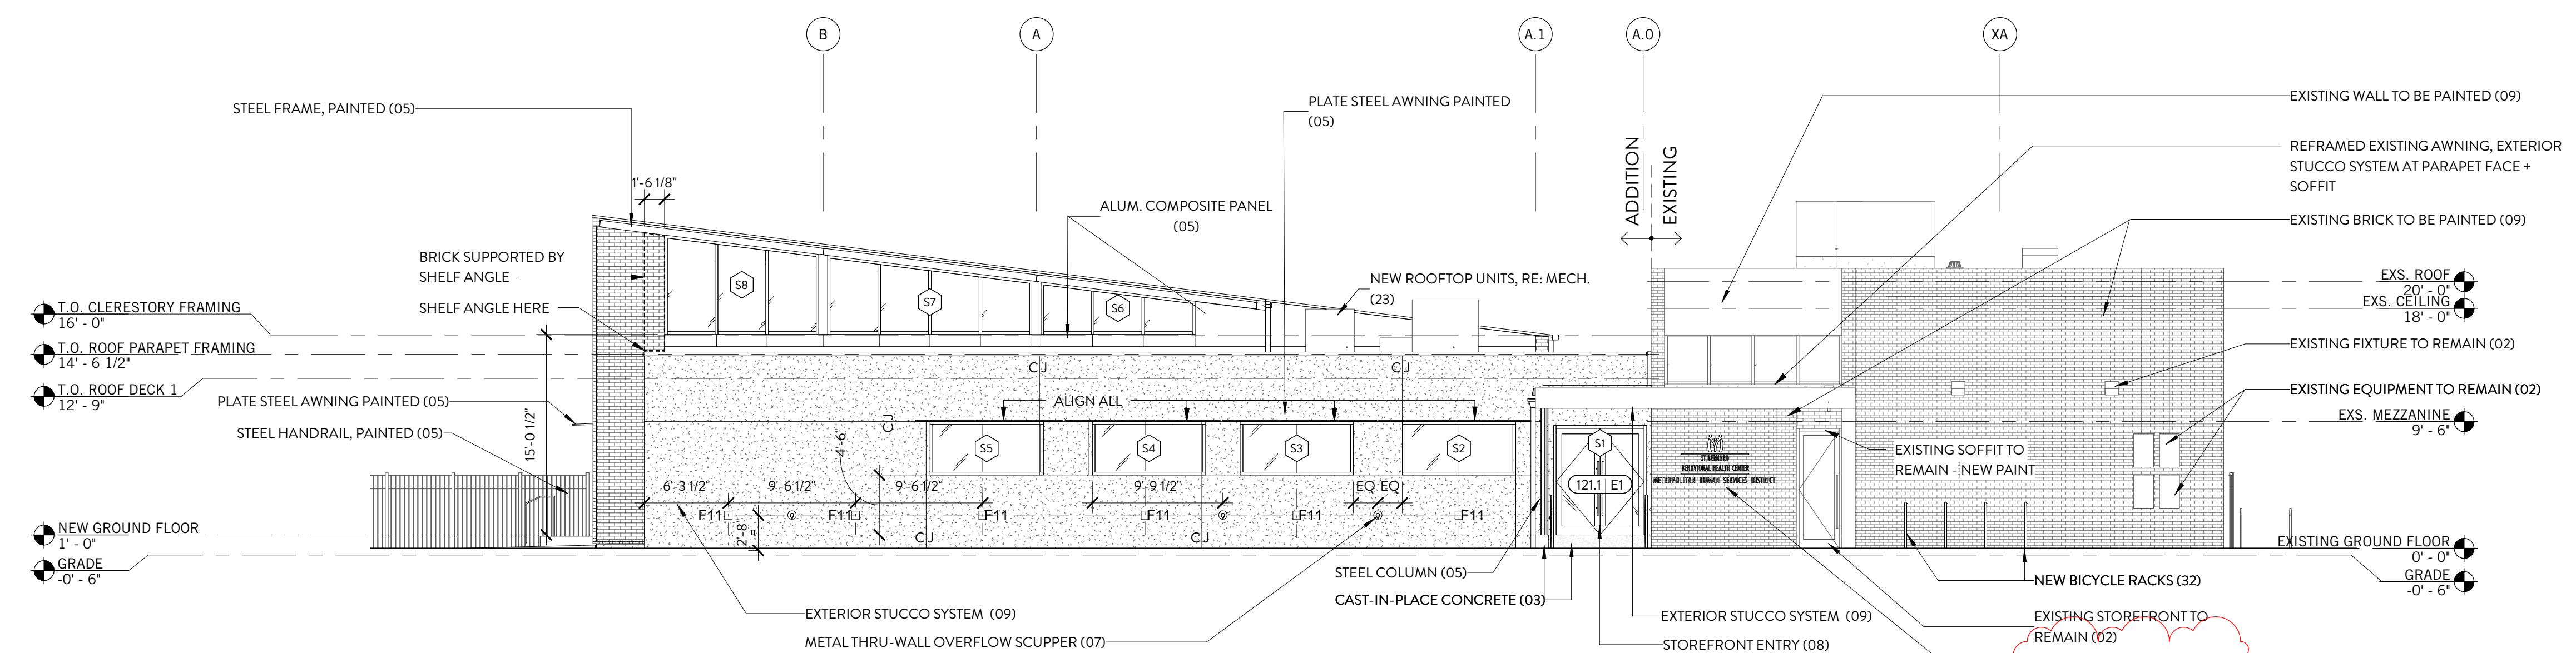 B
A
A.1
A.0
XA
STEEL FRAME, PAINTED (05)
PLATE STEEL AWNING PAINTED
(05)
EXISTING WALL TO BE PAINTED (09)
ADDITION
EXISTING
REFRAMED EXISTING AWNING, EXTERIOR
STUCCO SYSTEM AT PARAPET FACE +
SOFFIT
1'-6 1/8"
ALUM. COMPOSITE PANEL
(05)
EXISTING BRICK TO BE PAINTED (09)
BRICK SUPPORTED BY
SHELF ANGLE
SHELF ANGLE HERE
NEW ROOFTOP UNITS, RE: MECH.
(23)
S8
S7
S6
EXS. ROOF
20' - 0"
EXS. CEILING
18' - 0"
T.O. CLERESTORY FRAMING
16' - 0"
T.O. ROOF PARAPET FRAMING
14' - 6 1/2"
T.O. ROOF DECK 1
12' - 9"
EXISTING FIXTURE TO REMAIN (02)
CJ
CJ
EXISTING EQUIPMENT TO REMAIN (02)
PLATE STEEL AWNING PAINTED (05)
ALIGN ALL
EXS. MEZZANINE
9' - 6"
STEEL HANDRAIL, PAINTED (05)
15'-0 1/2"
CJ
4'-6"
S5
S4
S3
S2
S1
121.1
E1
ST BERNARD
BEHAVIORAL HEALTH CENTER
METROPOLITAN HUMAN SERVICES DISTRICT
EXISTING SOFFIT TO
REMAIN - NEW PAINT
6'-3 1/2"
9'-6 1/2"
9'-6 1/2"
9'-9 1/2"
EQ
EQ
F11
F11
F11
F11
F11
F11
2'-8"
CJ
CJ
NEW GROUND FLOOR
1' - 0"
GRADE
-0' - 6"
EXISTING GROUND FLOOR
0' - 0"
GRADE
-0' - 6"
STEEL COLUMN (05)
CAST-IN-PLACE CONCRETE (03)
NEW BICYCLE RACKS (32)
EXTERIOR STUCCO SYSTEM (09)
METAL THRU-WALL OVERFLOW SCUPPER (07)
EXTERIOR STUCCO SYSTEM (09)
STOREFRONT ENTRY (08)
EXISTING STOREFRONT TO
REMAIN (02)